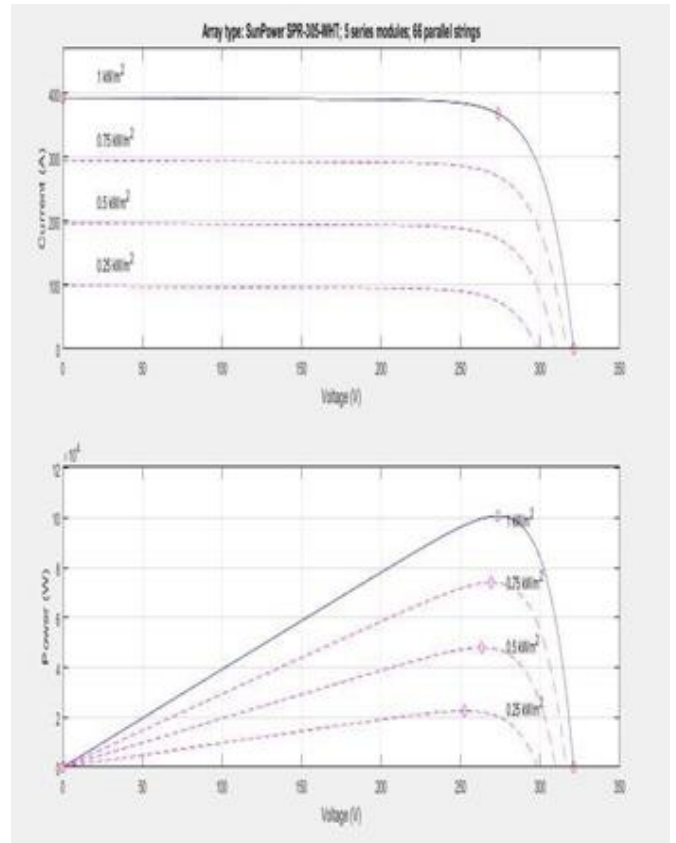 Array type: SunPower SPR-305-WHT; 5 series modules; 66 parallel strings
1 kW/m²
400
0.75 kW/m²
300
0.5 kW/m²
200
0.25 kW/m²
100
0
Current (A)
0 50 100 150 200 250 300 350
Voltage (V)
×10⁴
12
10
1 kW/m²
8
0.75 kW/m²
6
4
0.5 kW/m²
2
0.25 kW/m²
0
Power (W)
0 50 100 150 200 250 300 350
Voltage (V)